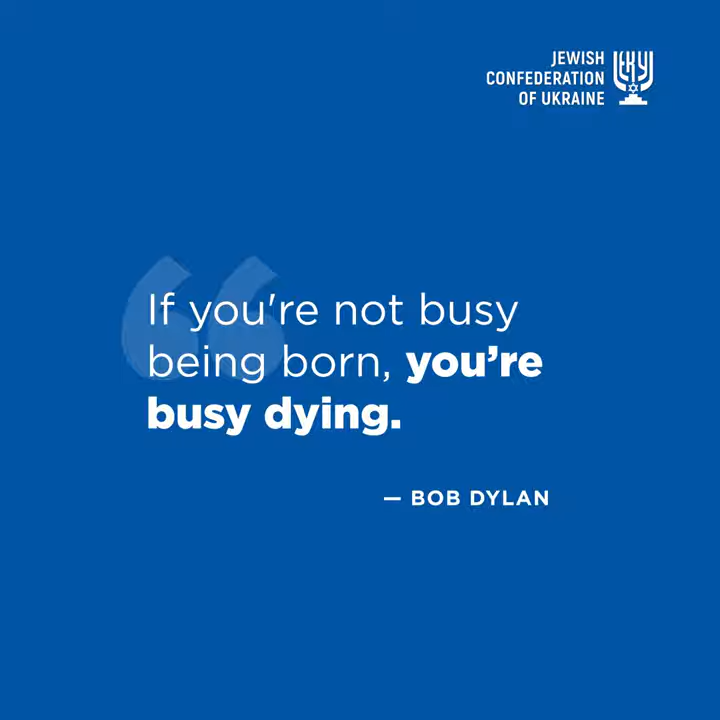 JEWISH
CONFEDERATION
OF UKRAINE
If you're not busy
being born, you’re
busy dying.
— BOB DYLAN